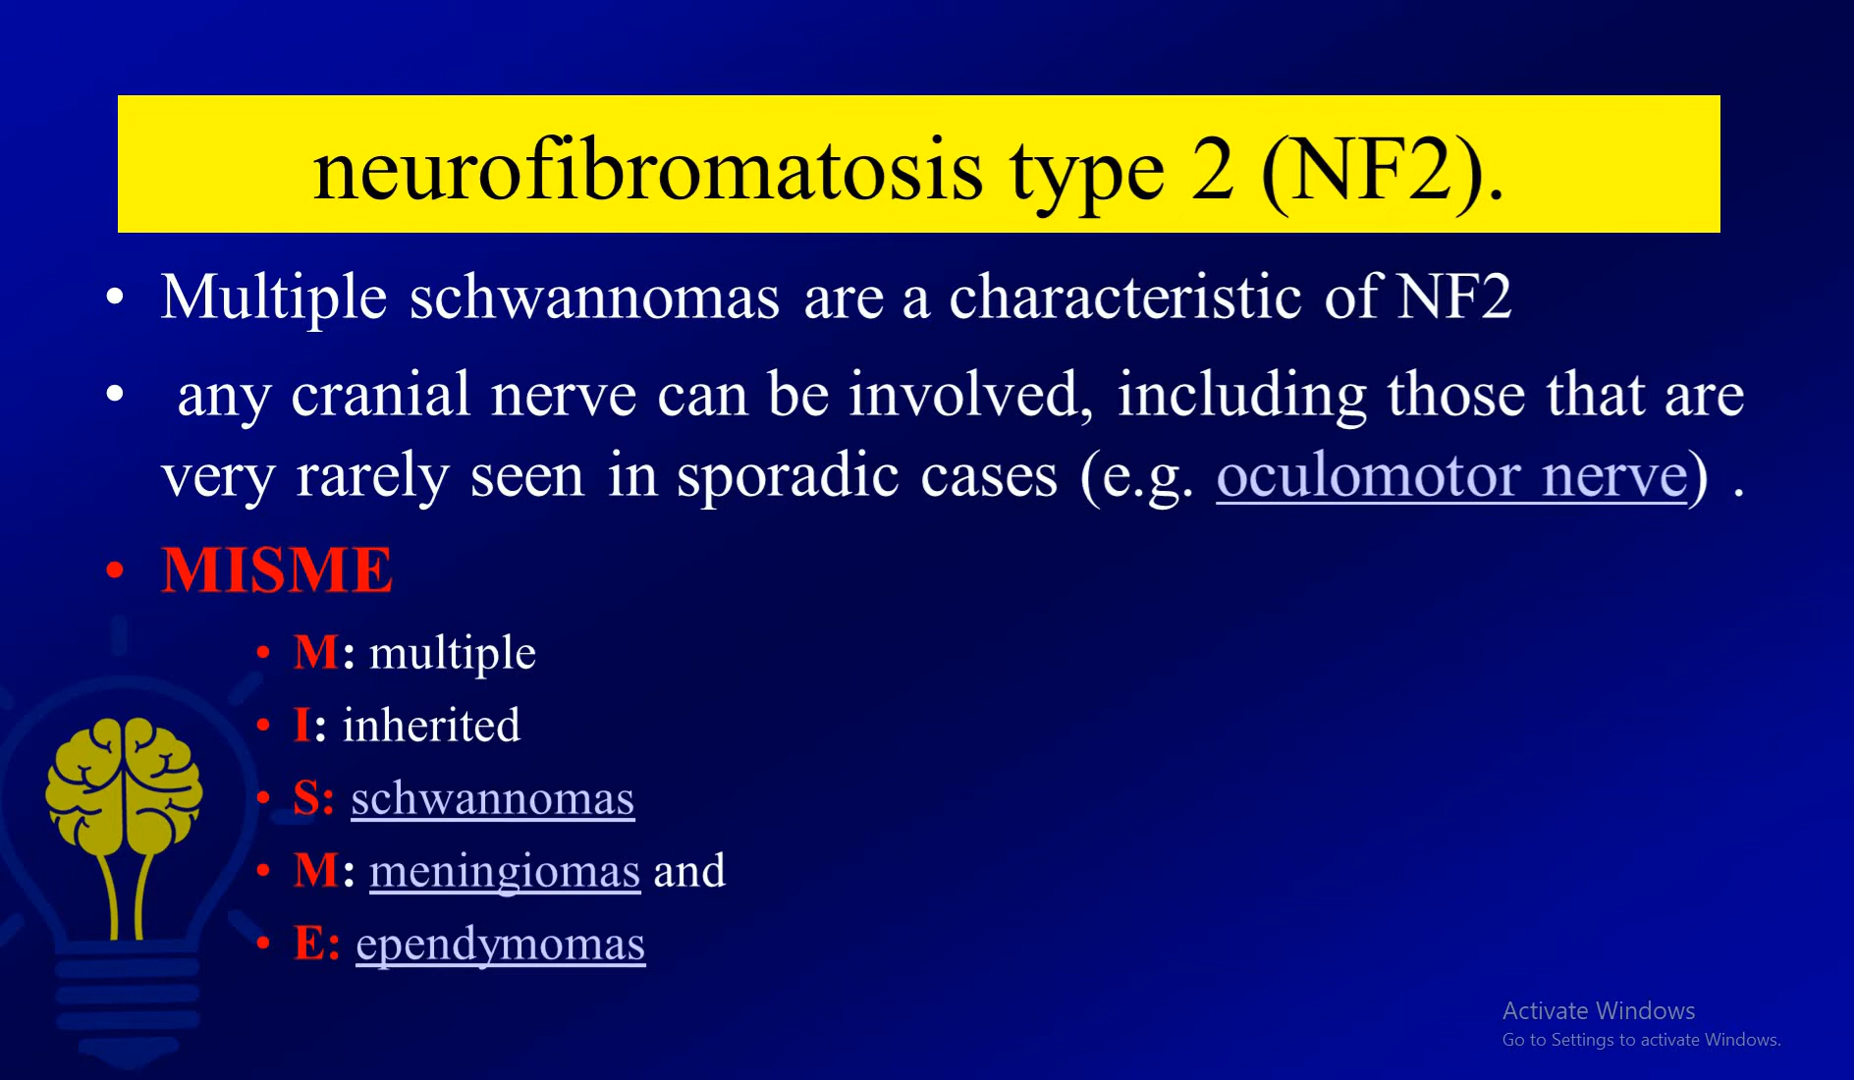 neurofibromatosis type 2 (NF2).
• Multiple schwannomas are a characteristic of NF2
• any cranial nerve can be involved, including those that are
very rarely seen in sporadic cases (e.g. oculomotor nerve) .
• MISME
• M: multiple
• I: inherited
• S: schwannomas
• M: meningiomas and
• E: ependymomas
Activate Windows
Go to Settings to activate Windows.